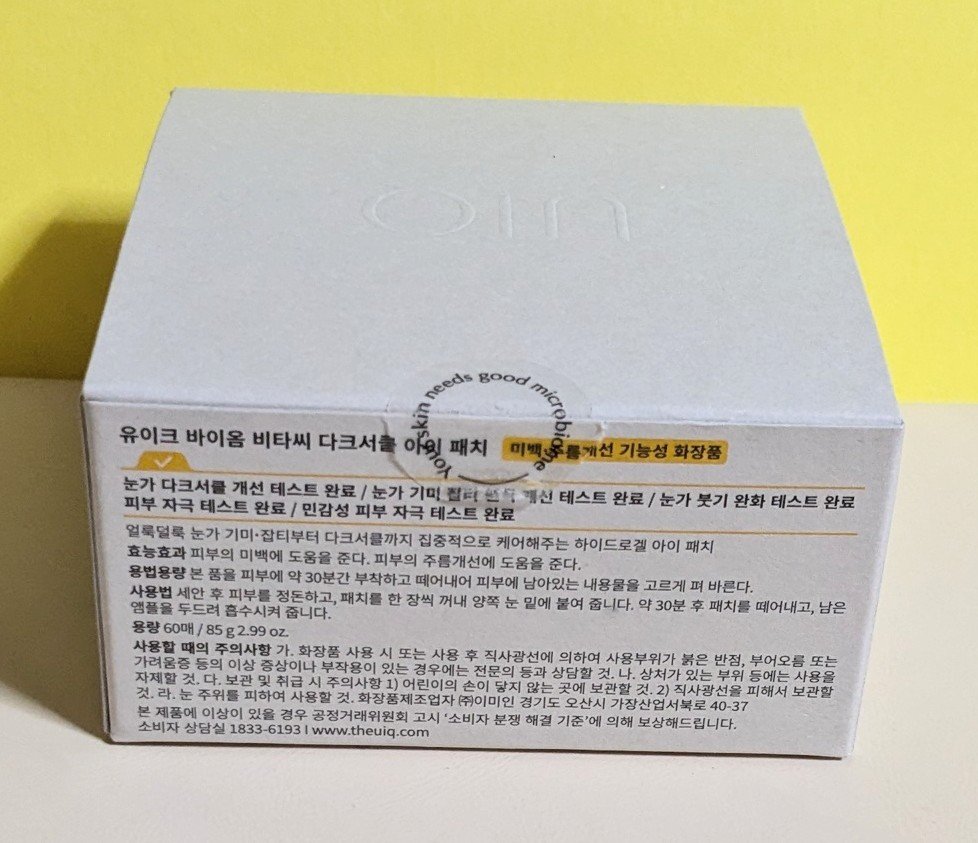 uiQ
Your skin needs good microbiome
유이크 바이옴 비타씨 다크서클 아이 패치 미백 주름개선 기능성 화장품
눈가 다크서클 개선 테스트 완료 / 눈가 기미 잡티 면적 개선 테스트 완료 / 눈가 붓기 완화 테스트 완료
피부 자극 테스트 완료 / 민감성 피부 자극 테스트 완료
얼룩덜룩 눈가 기미·잡티부터 다크서클까지 집중적으로 케어해주는 하이드로겔 아이 패치
효능효과 피부의 미백에 도움을 준다. 피부의 주름개선에 도움을 준다.
용법용량 본 품을 피부에 약 30분간 부착하고 떼어내어 피부에 남아있는 내용물을 고르게 펴 바른다.
사용법 세안 후 피부를 정돈하고, 패치를 한 장씩 꺼내 양쪽 눈 밑에 붙여 줍니다. 약 30분 후 패치를 떼어내고, 남은
앰플을 두드려 흡수시켜 줍니다.
용량 60매 / 85 g 2.99 oz.
사용할 때의 주의사항 가. 화장품 사용 시 또는 사용 후 직사광선에 의하여 사용부위가 붉은 반점, 부어오름 또는
가려움증 등의 이상 증상이나 부작용이 있는 경우에는 전문의 등과 상담할 것. 나. 상처가 있는 부위 등에는 사용을
자제할 것. 다. 보관 및 취급 시 주의사항 1) 어린이의 손이 닿지 않는 곳에 보관할 것. 2) 직사광선을 피해서 보관할
것. 라. 눈 주위를 피하여 사용할 것. 화장품제조업자 ㈜이미인 경기도 오산시 가장산업서북로 40-37
본 제품에 이상이 있을 경우 공정거래위원회 고시 '소비자 분쟁 해결 기준'에 의해 보상해드립니다.
소비자 상담실 1833-6193 l www.theuiq.com